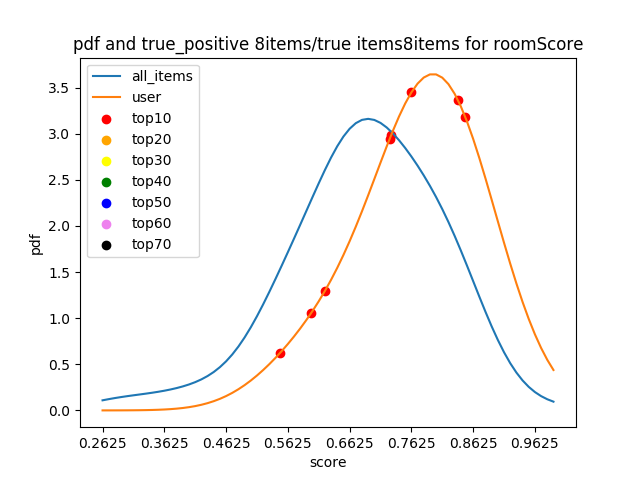 pdf and true_positive 8items/true items8items for roomScore
all_items
user
top10
top20
top30
top40
top50
top60
top70
pdf
3.5
3.0
2.5
2.0
1.5
1.0
0.5
0.0
0.2625 0.3625 0.4625 0.5625 0.6625 0.7625 0.8625 0.9625
score